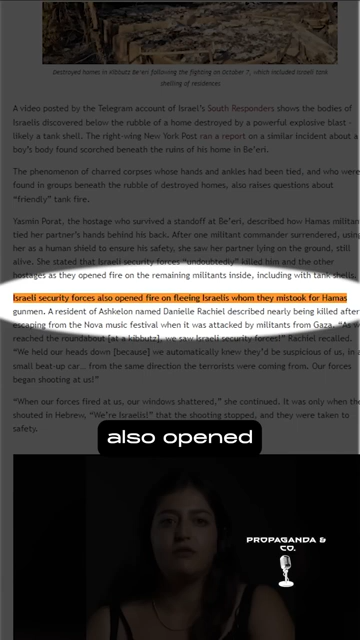 Destroyed homes in Kibbutz Be'eri following the fighting on October 7, which included Israeli tank
shelling of residences
A video posted by the Telegram account of Israel's South Responders shows the bodies of
Israelis discovered below the rubble of a home destroyed by a powerful explosive blast –
likely a tank shell. The right-wing New York Post ran a report on a similar incident about a
boy's body found scorched beneath the ruins of his home in Be'eri.
The phenomenon of charred corpses whose hands and ankles had been tied, and who were
found in groups beneath the rubble of destroyed homes, also raises questions about
"friendly" tank fire.
Yasmin Porat, the hostage who survived a standoff at Be'eri, described how Hamas militan
tied her partner's hands behind his back. After one militant commander surrendered, using
her as a human shield to ensure his safety, she saw her partner lying on the ground, still
alive. She stated that Israeli security forces "undoubtedly" killed him and the other
hostages as they opened fire on the remaining militants inside, including with tank shells.
Israeli security forces also opened fire on fleeing Israelis whom they mistook for Hamas
gunmen. A resident of Ashkelon named Danielle Rachiel described nearly being killed after
escaping from the Nova music festival when it was attacked by militants from Gaza. "As w
reached the roundabout [at a kibbutz], we saw Israeli security forces!" Rachiel recalled.
"We held our heads down [because] we automatically knew they'd be suspicious of us, in a
small beat-up car… from the same direction the terrorists were coming from. Our forces
began shooting at us!"
"When our forces fired at us, our windows shattered," she continued. It was only when the
shouted in Hebrew, "We're Israelis!" that the shooting stopped, and they were taken to
safety.
also opened
PROPAGANDA &
CO.